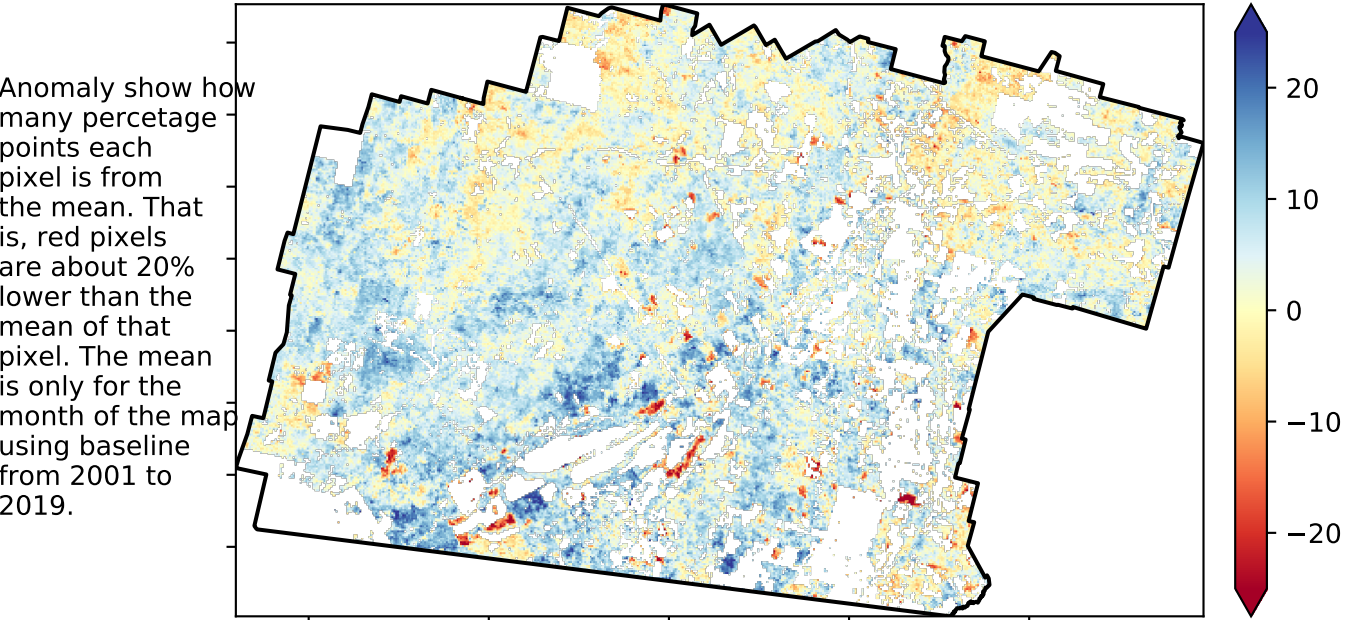 Anomaly show how
many percetage
points each
pixel is from
the mean. That
is, red pixels
are about 20%
lower than the
mean of that
pixel. The mean
is only for the
month of the map
using baseline
from 2001 to
2019.
20
10
0
−10
−20